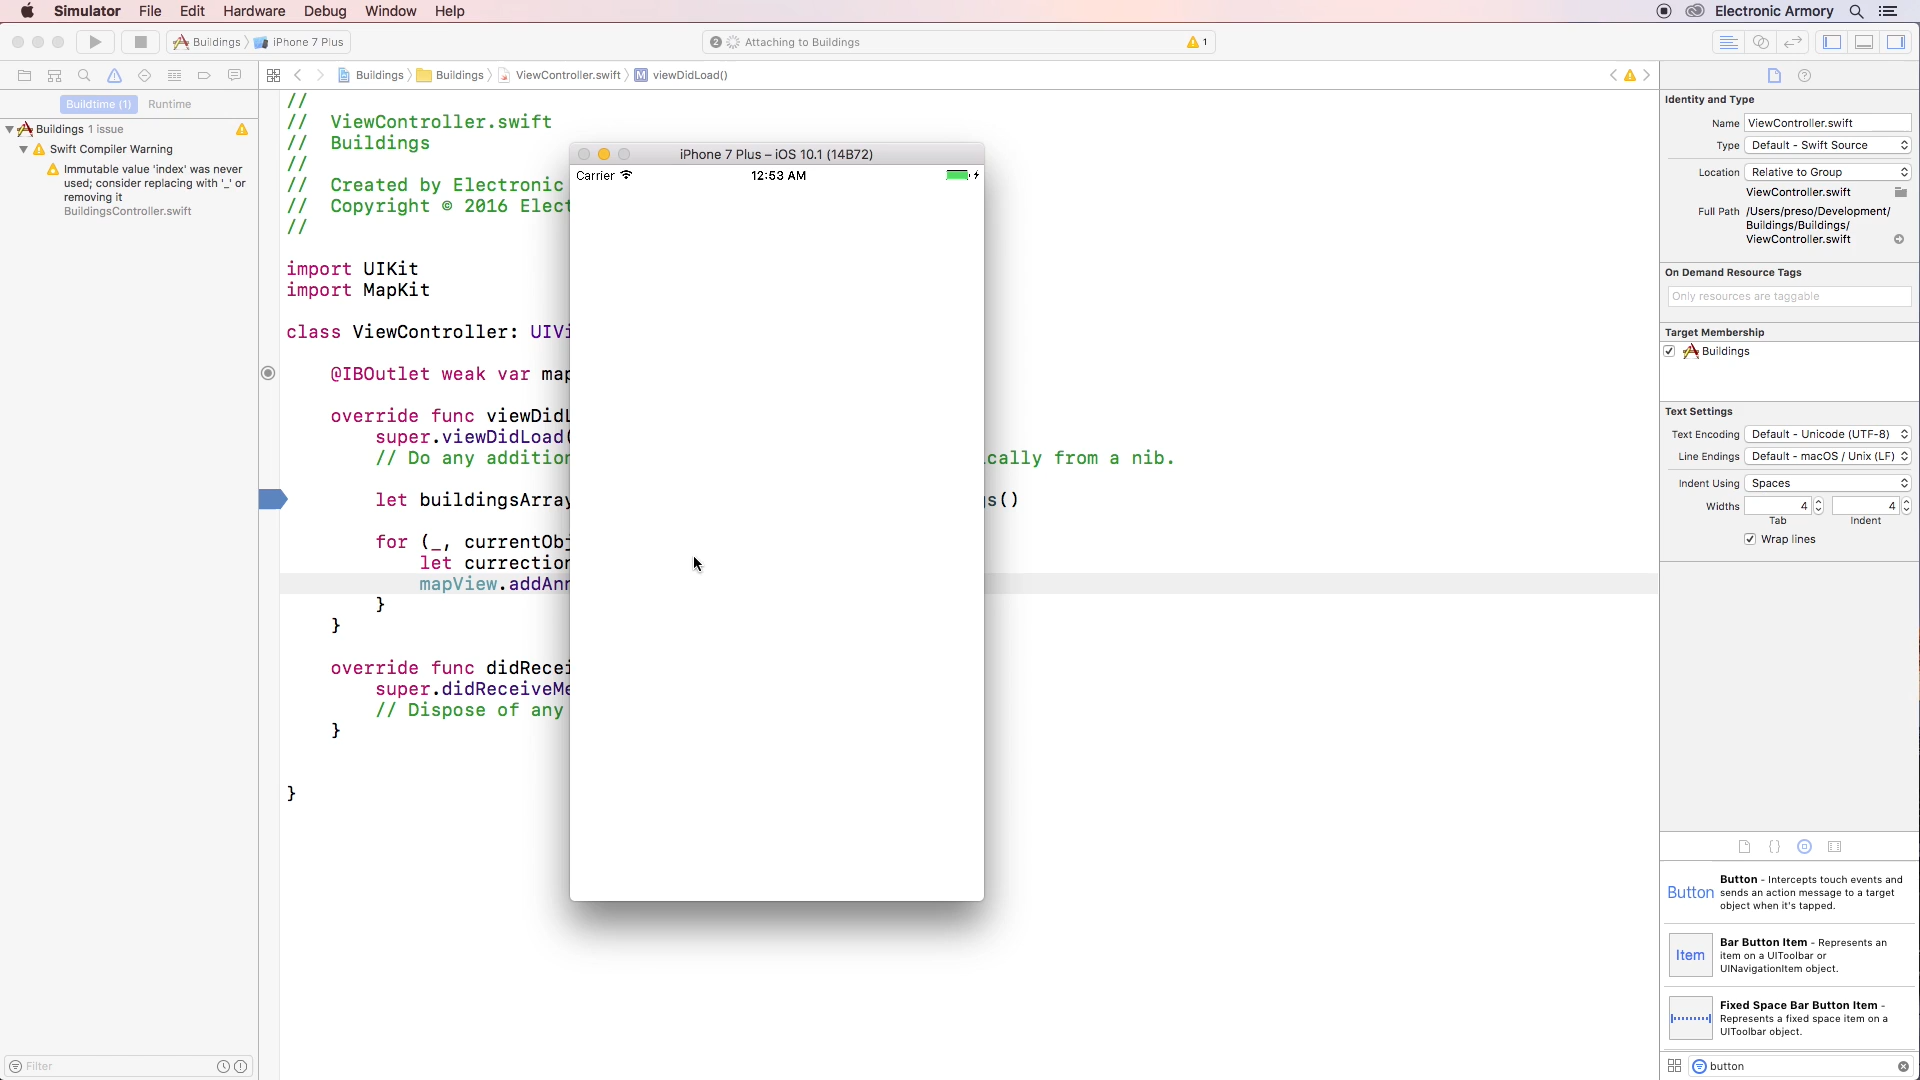 Simulator File Edit Hardware Debug Window Help
Electronic Armory
Buildings iPhone 7 Plus
2 Attaching to Buildings
1
Buildings Buildings ViewController.swift M viewDidLoad()
Buildtime (1) Runtime
Buildings 1 issue
Swift Compiler Warning
Immutable value 'index' was never
used; consider replacing with '_' or
removing it
BuildingsController.swift
Filter
//
// ViewController.swift
// Buildings
//
// Created by Electronic
// Copyright © 2016 Elect
//
import UIKit
import MapKit
class ViewController: UIVi
@IBOutlet weak var map
override func viewDidL
super.viewDidLoad(
// Do any addition
cally from a nib.
let buildingsArray
s()
for (_, currentObj
let currection
mapView.addAnn
}
}
override func didRecei
super.didReceiveMe
// Dispose of any
}
}
iPhone 7 Plus – iOS 10.1 (14B72)
Carrier 12:53 AM
Identity and Type
Name ViewController.swift
Type Default - Swift Source
Location Relative to Group
ViewController.swift
Full Path /Users/preso/Development/
Buildings/Buildings/
ViewController.swift
On Demand Resource Tags
Only resources are taggable
Target Membership
Buildings
Text Settings
Text Encoding Default - Unicode (UTF-8)
Line Endings Default - macOS / Unix (LF)
Indent Using Spaces
Widths 4 4
Tab Indent
Wrap lines
{}
Button
Button - Intercepts touch events and
sends an action message to a target
object when it's tapped.
Item
Bar Button Item - Represents an
item on a UIToolbar or
UINavigationItem object.
Fixed Space Bar Button Item -
Represents a fixed space item on a
UIToolbar object.
button